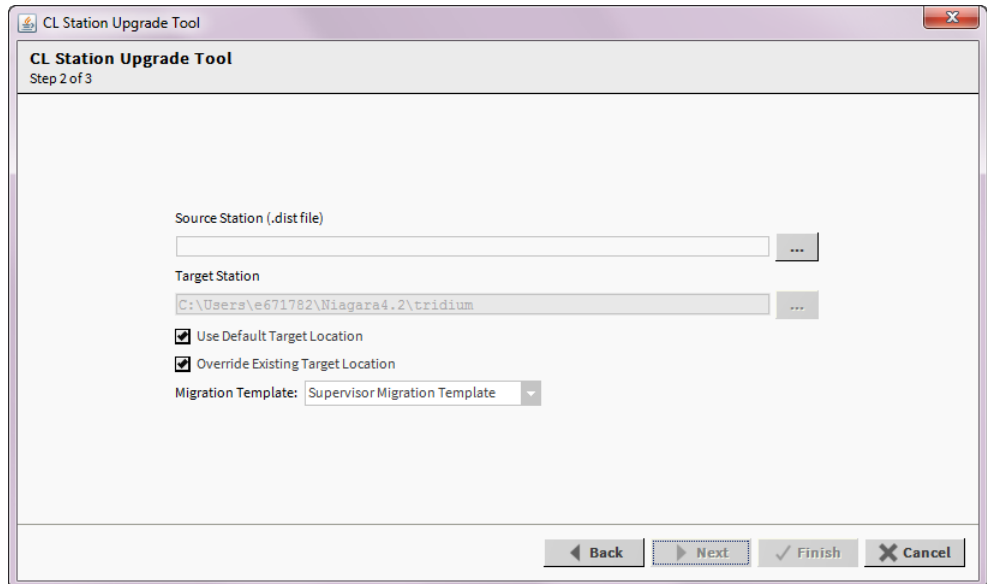 CL Station Upgrade Tool
CL Station Upgrade Tool
Step 2 of 3
Source Station (.dist file)
...
Target Station
C:\Users\e671782\Niagara4.2\tridium
...
Use Default Target Location
Override Existing Target Location
Migration Template: Supervisor Migration Template
Back Next Finish Cancel